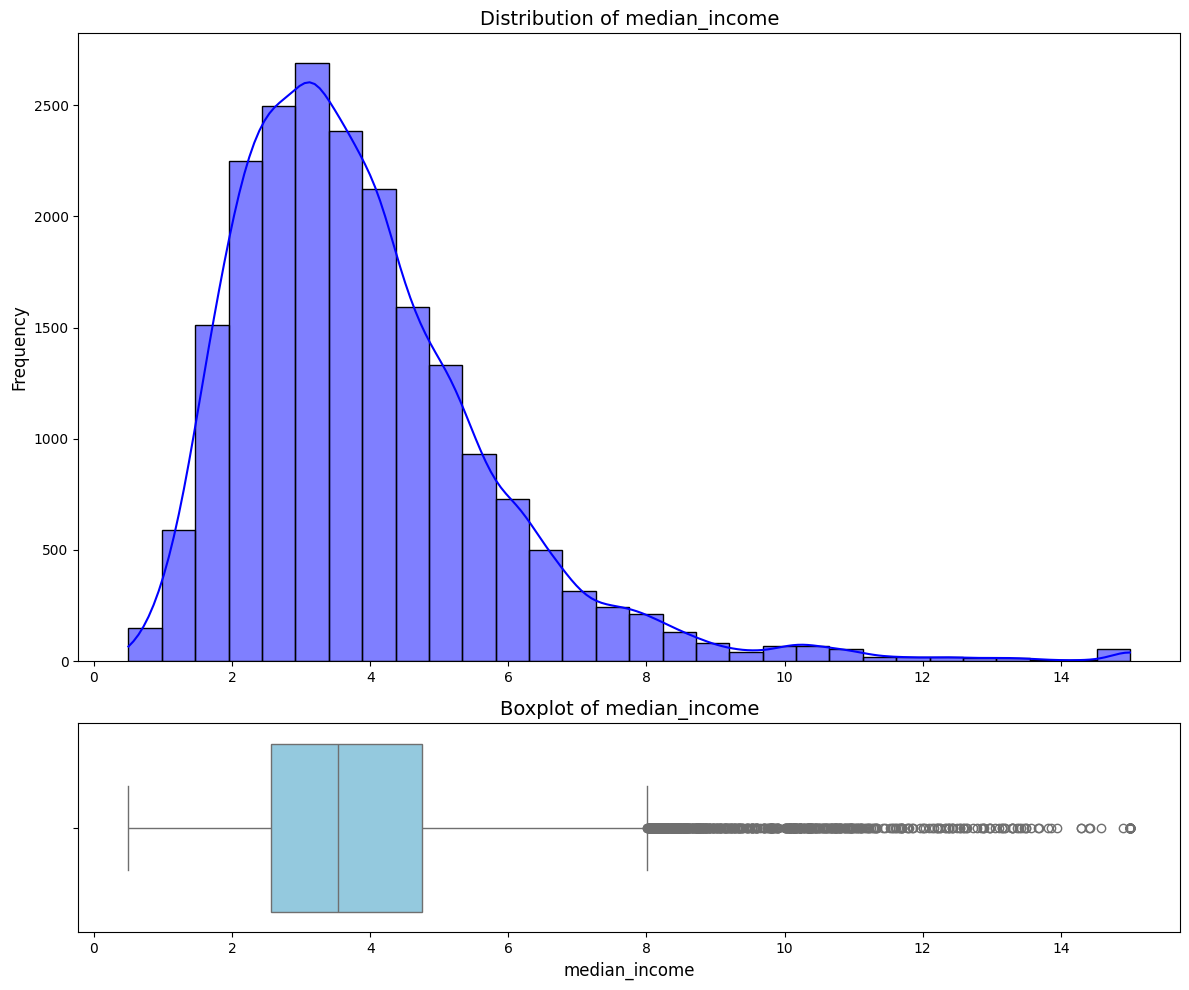 Distribution of median_income
2500
2000
1500
1000
500
0
Frequency
0 2 4 6 8 10 12 14
Boxplot of median_income
0 2 4 6 8 10 12 14
median_income